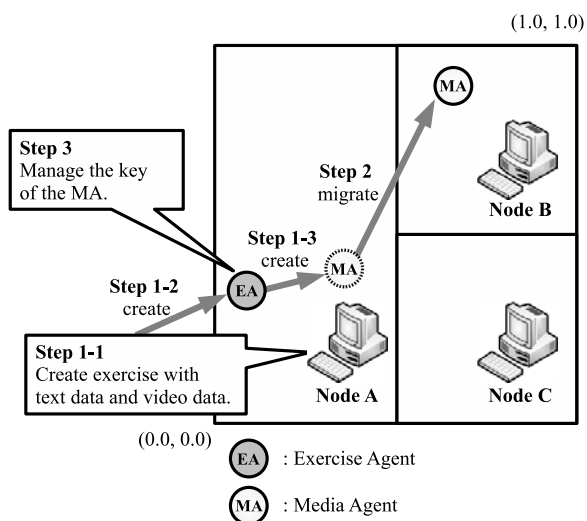 (1.0, 1.0)
MA
Step 3
Manage the key
of the MA.
Step 2
migrate
Node B
Step 1-3
create
MA
Step 1-2
create
EA
Step 1-1
Create exercise with
text data and video data.
Node A
Node C
(0.0, 0.0)
EA : Exercise Agent
MA : Media Agent